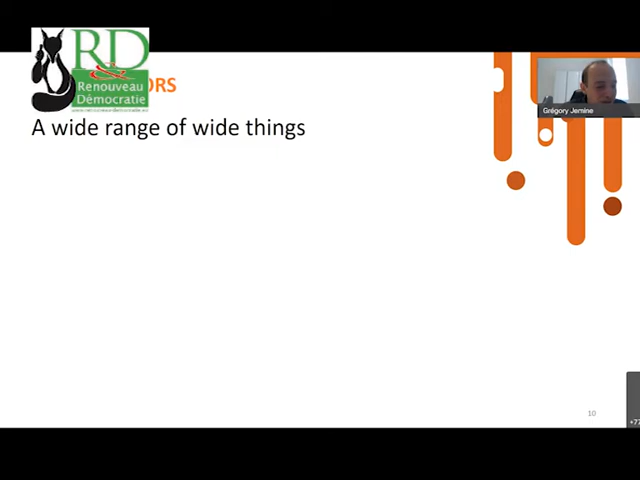 RD
&
Renouveau
Démocratie
ORS
A wide range of wide things
Grégory Jemine
10